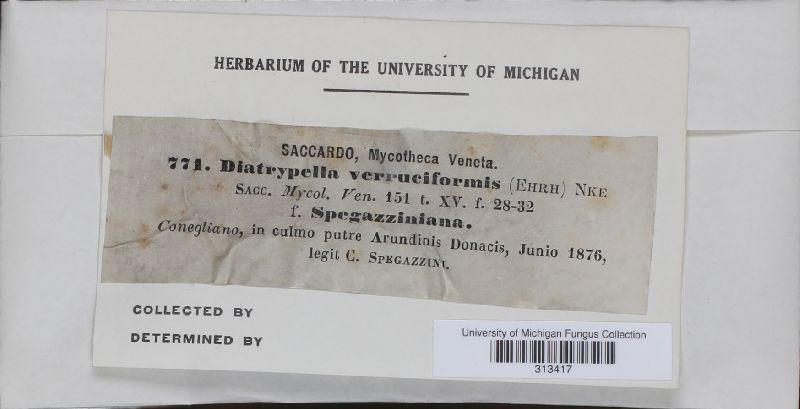 HERBARIUM OF THE UNIVERSITY OF MICHIGAN
SACCARDO, Mycotheca Veneta.
771. Diatrypella verruciformis (EHRH) NKE
SACC. Mycol. Ven. 151 t. XV. f. 28-32
f. Spegazziniana.
Conegliano, in culmo putre Arundinis Donacis, Junio 1876,
legit C. SPEGAZZINI.
COLLECTED BY
DETERMINED BY
University of Michigan Fungus Collection
313417